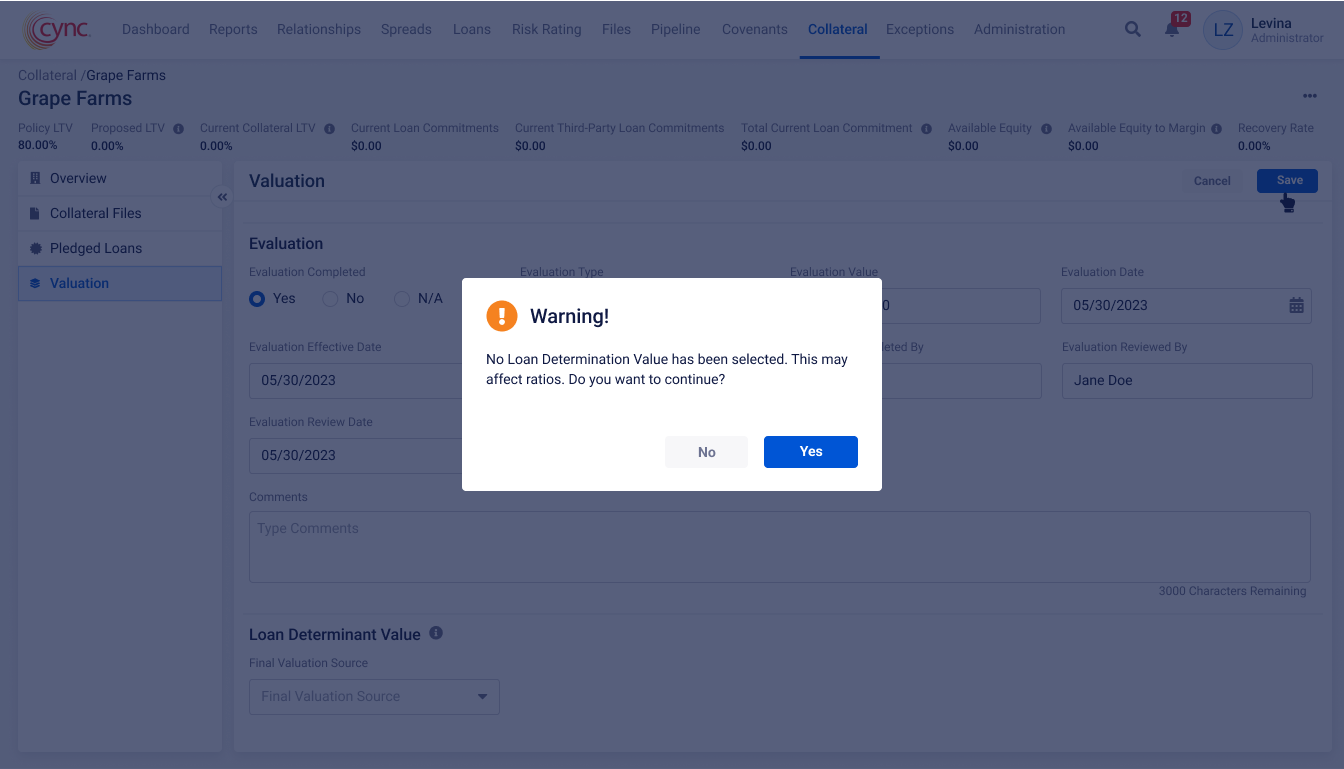 cync
Dashboard Reports Relationships Spreads Loans Risk Rating Files Pipeline Covenants Collateral Exceptions Administration 12 LZ Levina
Administrator
Collateral /Grape Farms
Grape Farms
Policy LTV Proposed LTV Current Collateral LTV Current Loan Commitments Current Third-Party Loan Commitments Total Current Loan Commitment Available Equity Available Equity to Margin Recovery Rate
80.00% 0.00% 0.00% $0.00 $0.00 $0.00 $0.00 $0.00 0.00%
Overview
Collateral Files
Pledged Loans
Valuation
Valuation Cancel Save
Evaluation
Evaluation Completed Evaluation Type Evaluation Value Evaluation Date
Yes No N/A 0 05/30/2023
Evaluation Effective Date leted By Evaluation Reviewed By
05/30/2023 Jane Doe
Evaluation Review Date
05/30/2023
Warning!
No Loan Determination Value has been selected. This may
affect ratios. Do you want to continue?
No Yes
Comments
Type Comments
3000 Characters Remaining
Loan Determinant Value
Final Valuation Source
Final Valuation Source